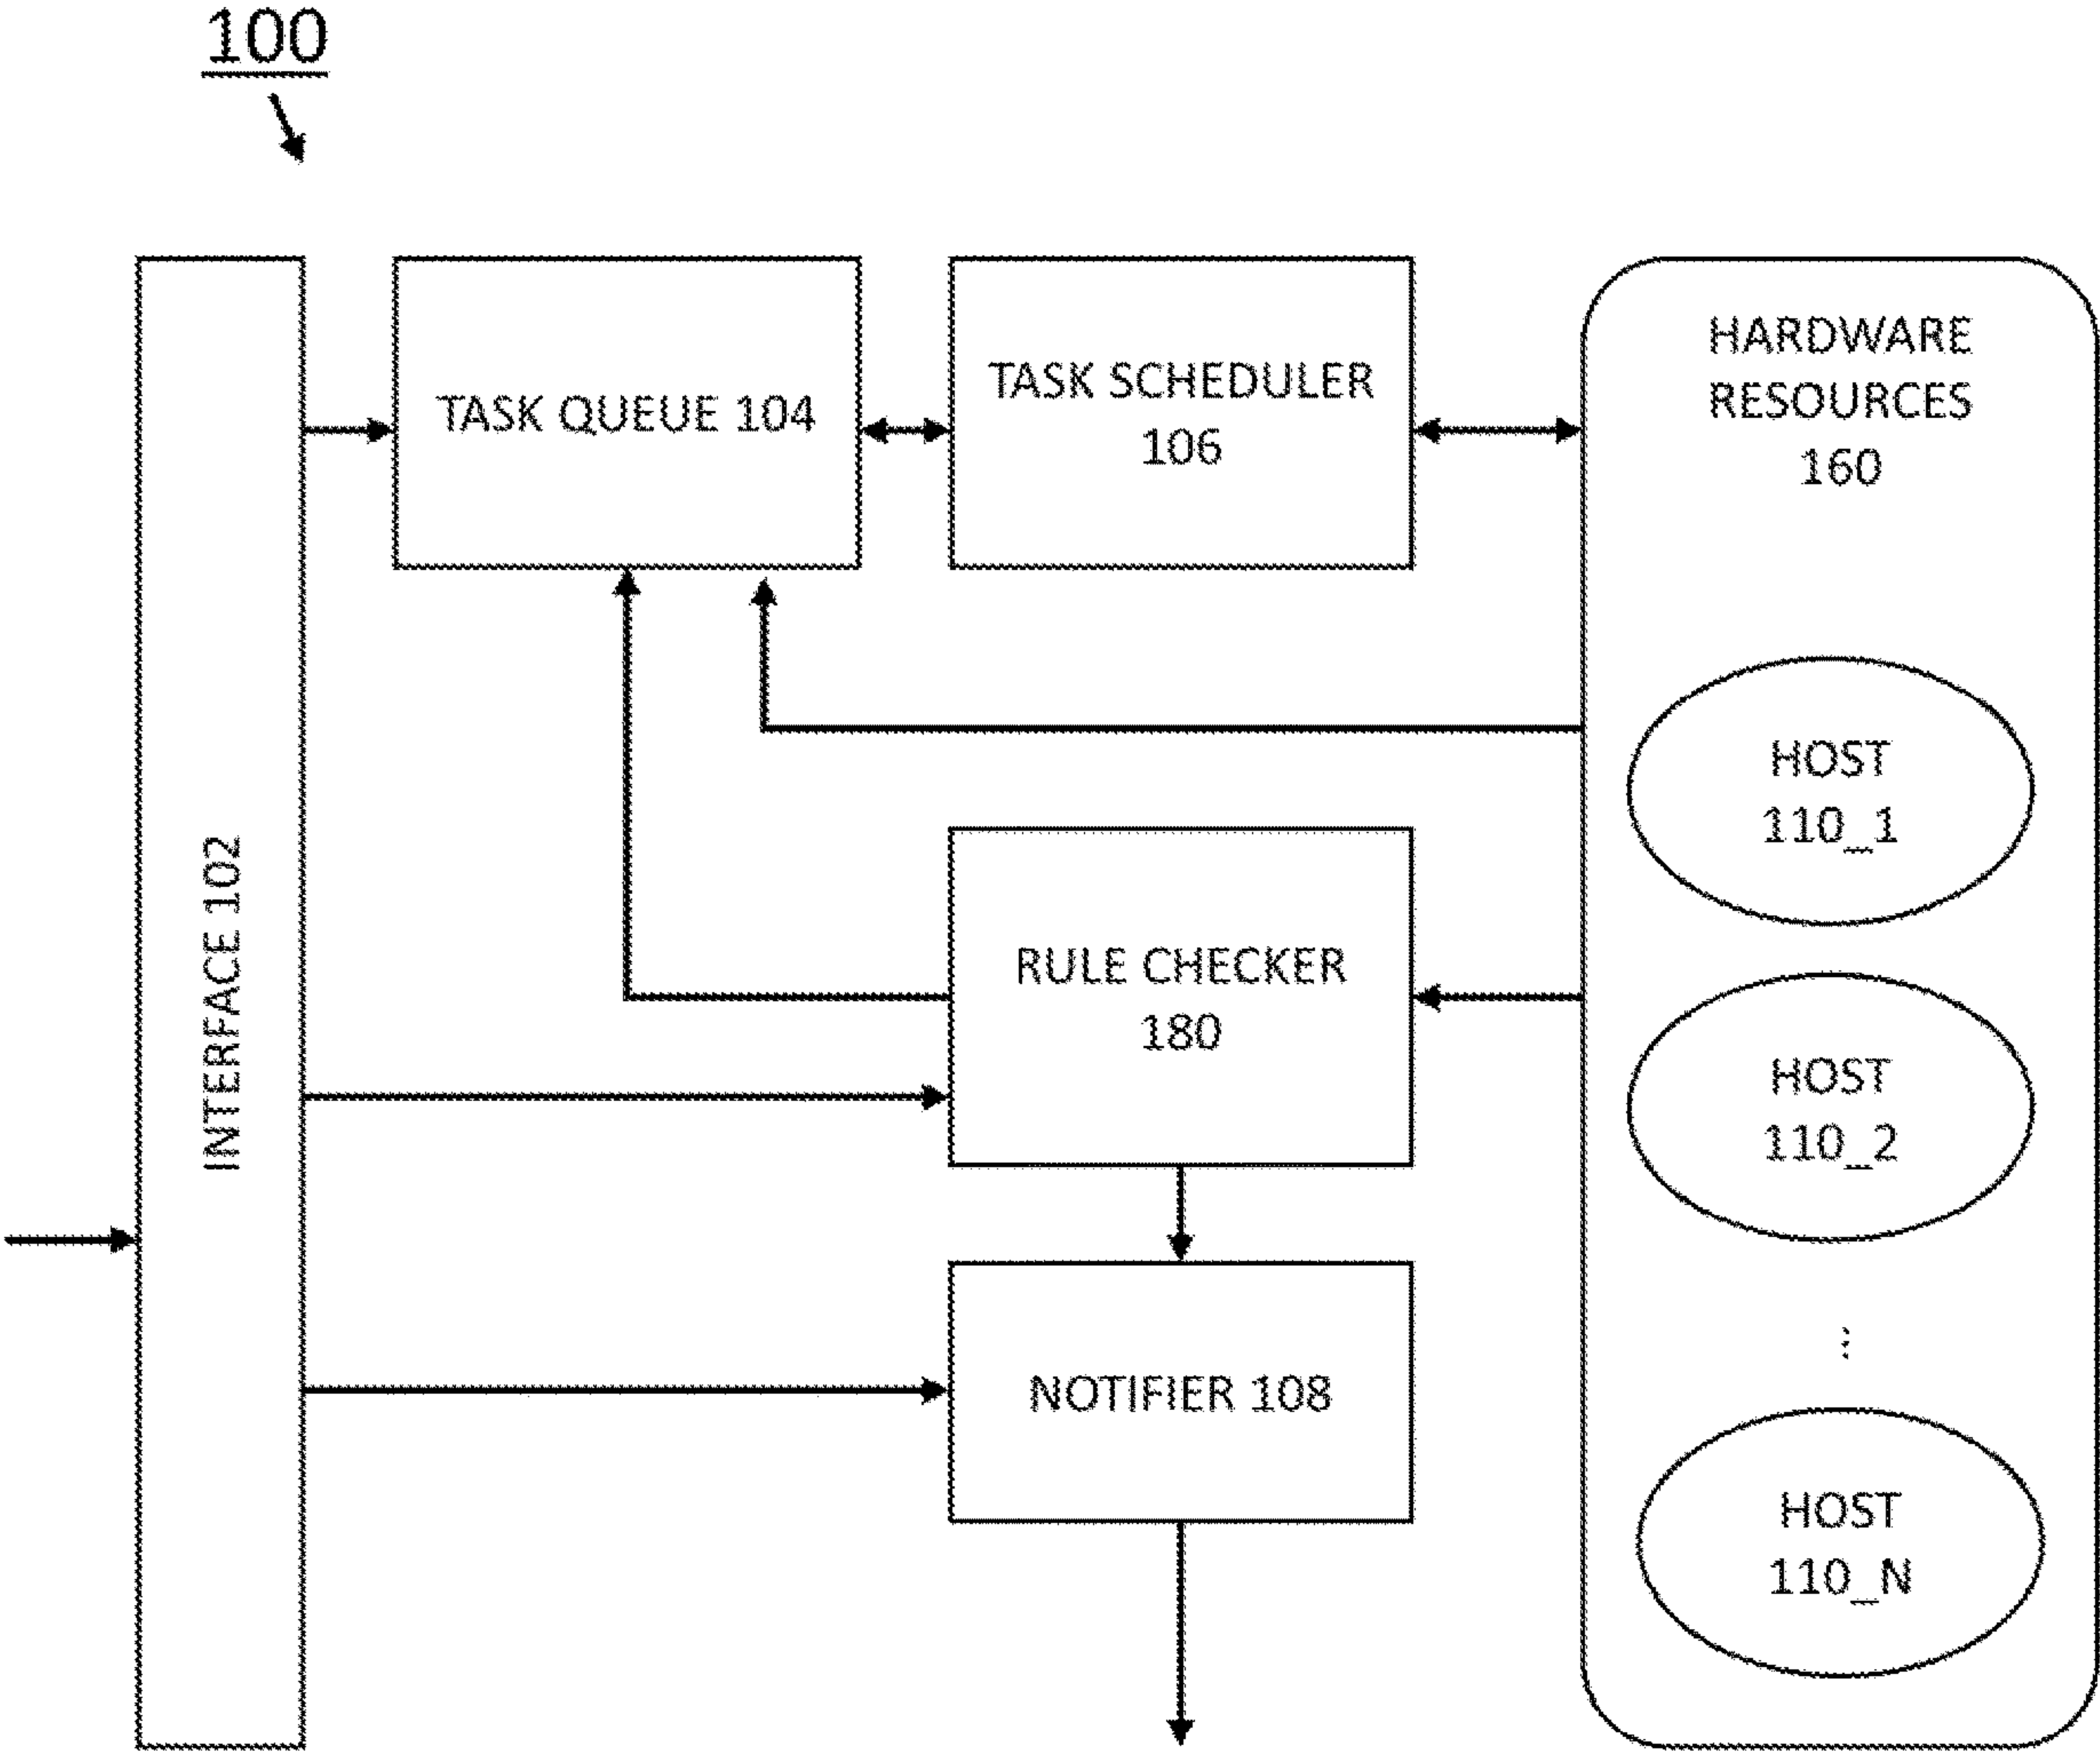 100
INTERFACE 102
TASK QUEUE 104
TASK SCHEDULER
106
HARDWARE
RESOURCES
160
HOST
110_1
RULE CHECKER
180
HOST
110_2
NOTIFIER 108
...
HOST
110_N